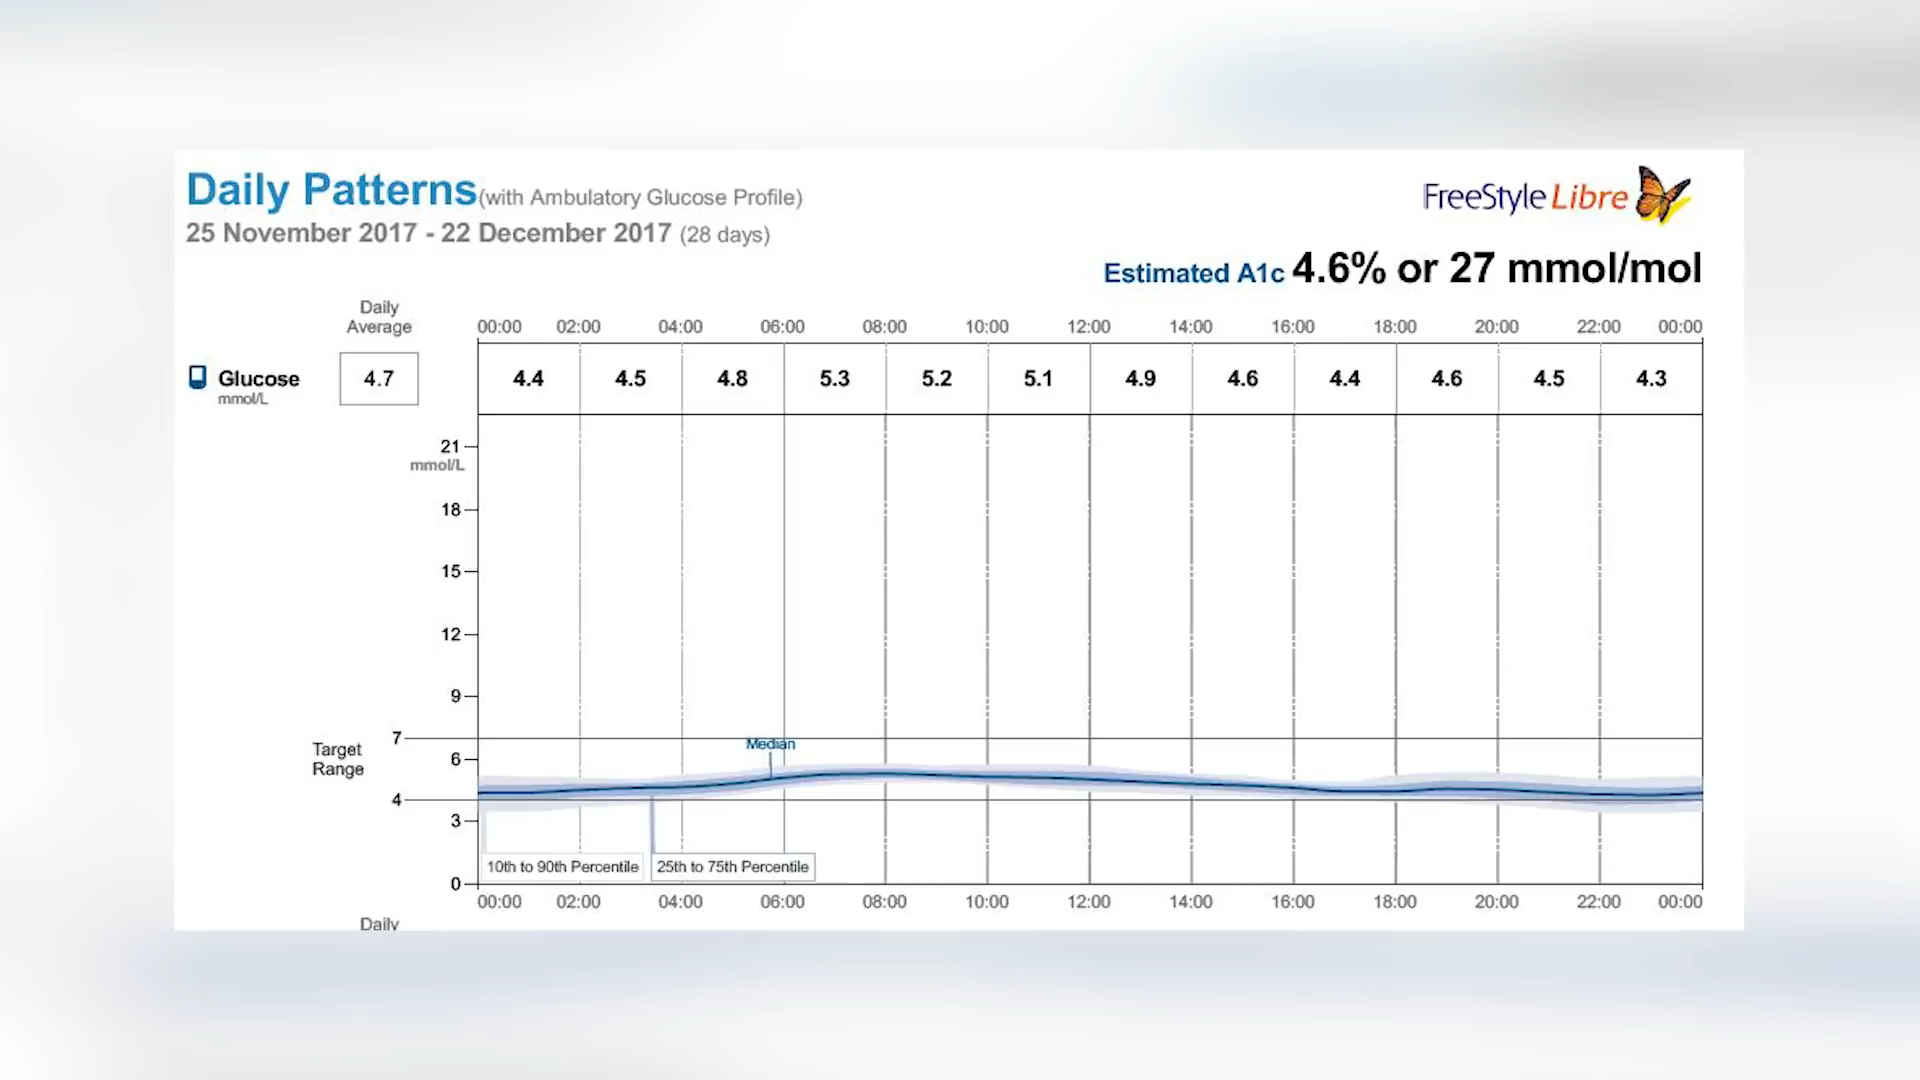 Daily Patterns (with Ambulatory Glucose Profile)
FreeStyle Libre
25 November 2017 - 22 December 2017 (28 days)
Estimated A1c 4.6% or 27 mmol/mol
Daily
Average
00:00 02:00 04:00 06:00 08:00 10:00 12:00 14:00 16:00 18:00 20:00 22:00 00:00
Glucose 4.7 4.4 4.5 4.8 5.3 5.2 5.1 4.9 4.6 4.4 4.6 4.5 4.3
mmol/L
21
mmol/L
18
15
12
9
7
Median
Target
Range
6
4
3
10th to 90th Percentile 25th to 75th Percentile
0
00:00 02:00 04:00 06:00 08:00 10:00 12:00 14:00 16:00 18:00 20:00 22:00 00:00
Daily